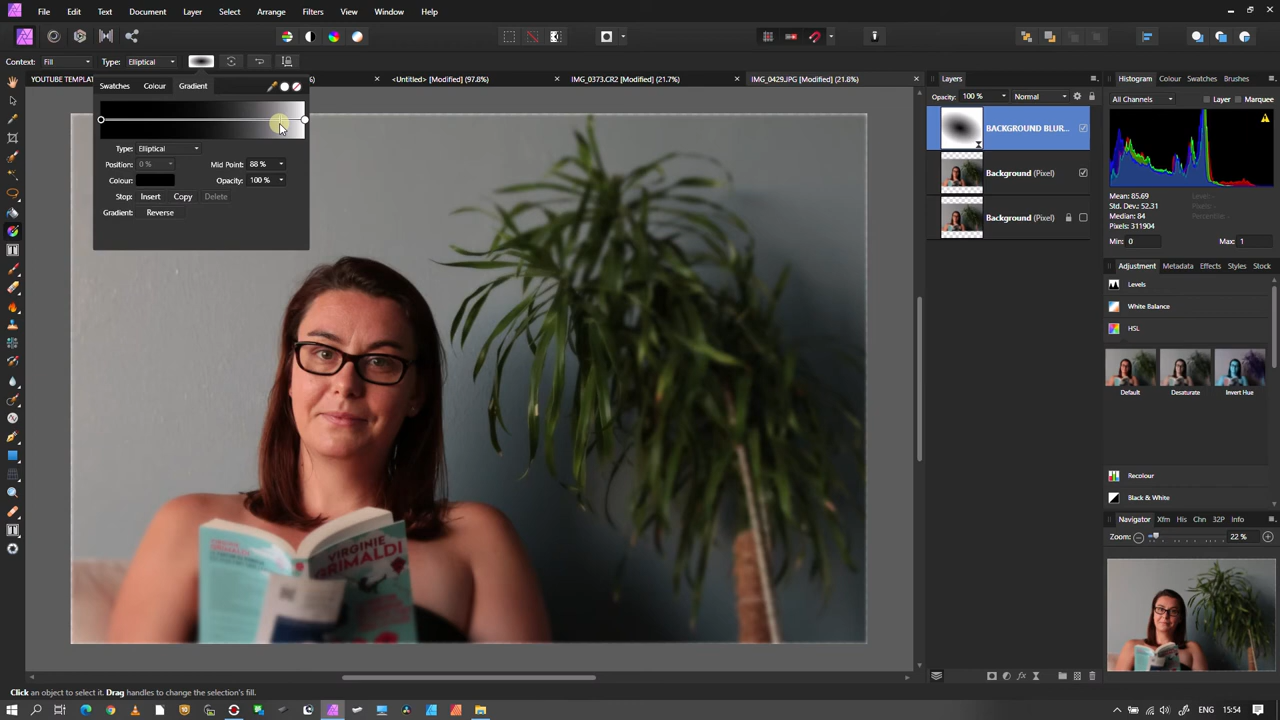 File Edit Text Document Layer Select Arrange Filters View Window Help
Context: Fill Type: Elliptical
YOUTUBE TEMPLA %) <Untitled> [Modified] (97.8%) IMG_0373.CR2 [Modified] (21.7%) IMG_0429.JPG [Modified] (21.8%)
Swatches Colour Gradient
Type: Elliptical
Position: 0 % Mid Point: 88 %
Colour: Opacity: 100 %
Stop: Insert Copy Delete
Gradient: Reverse
VIRGINIE
GRIMALDI
Layers
Opacity: 100 % Normal
BACKGROUND BLUR...
Background (Pixel)
Background (Pixel)
Histogram Colour Swatches Brushes
All Channels Layer Marquee
Mean: 85.69 Level: -
Std. Dev.: 52.31 Pixels: -
Median: 84 Percentile: -
Pixels: 311904
Min: 0 Max: 1
Adjustment Metadata Effects Styles Stock
Levels
White Balance
HSL
Default Desaturate Invert Hue
Recolour
Black & White
Navigator Xfm His Chn 32P Info
Zoom: 22 %
Click an object to select it. Drag handles to change the selection's fill.
ENG 15:54